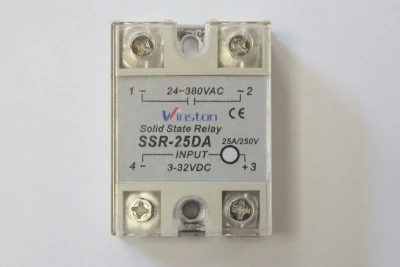 24~380VAC
1 ~ ~ 2
Winston CE
Solid State Relay
SSR-25DA 25A/250V
INPUT
4 - 3-32VDC +3